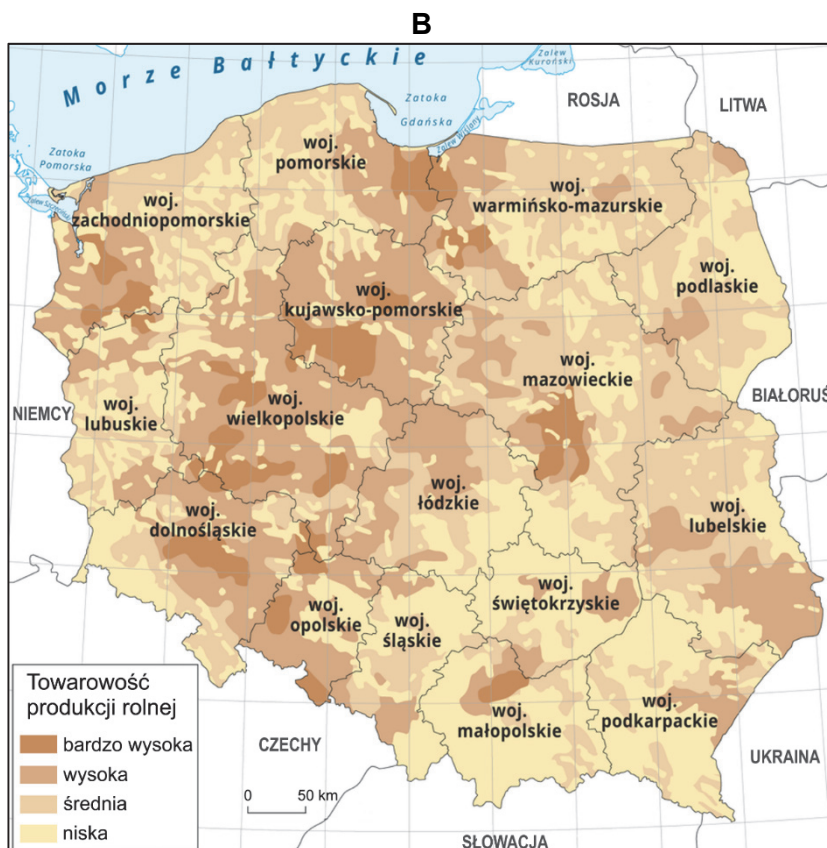 B
Morze Bałtyckie
Zalew
Kuroński
ROSJA
LITWA
Zatoka
Gdańska
Zalew Wiślany
Zatoka
Pomorska
Zalew Szczeciński
woj.
pomorskie
woj.
warmińsko-mazurskie
woj.
zachodniopomorskie
woj.
podlaskie
woj.
kujawsko-pomorskie
woj.
mazowieckie
BIAŁORUŚ
NIEMCY
woj.
lubuskie
woj.
wielkopolskie
woj.
łódzkie
woj.
lubelskie
woj.
dolnośląskie
woj.
świętokrzyskie
woj.
opolskie
woj.
śląskie
woj.
małopolskie
woj.
podkarpackie
CZECHY
UKRAINA
SŁOWACJA
Towarowość
produkcji rolnej
bardzo wysoka
wysoka
średnia
niska
0 50 km